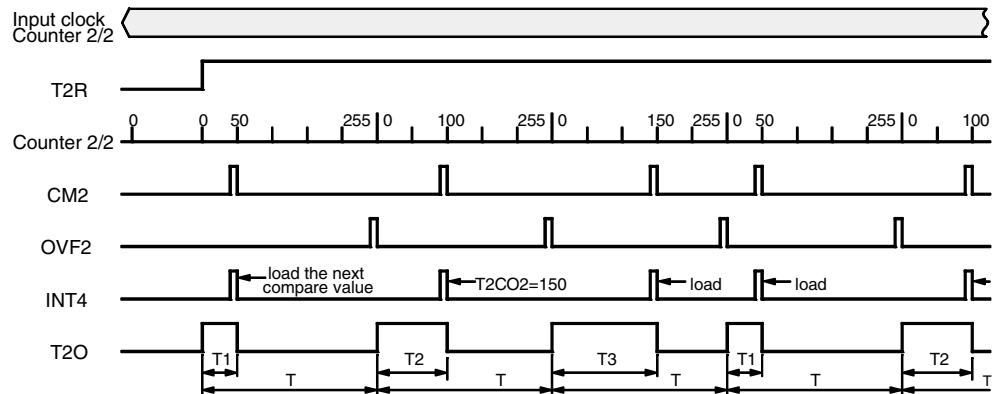 Input clock
Counter 2/2
T2R
0 0 50 255 0 100 255 0 150 255 0 50 255 0 100
Counter 2/2
CM2
OVF2
load the next
compare value
T2CO2=150
load
load
INT4
T2O
T1 T2 T3 T1 T2
T T T T T